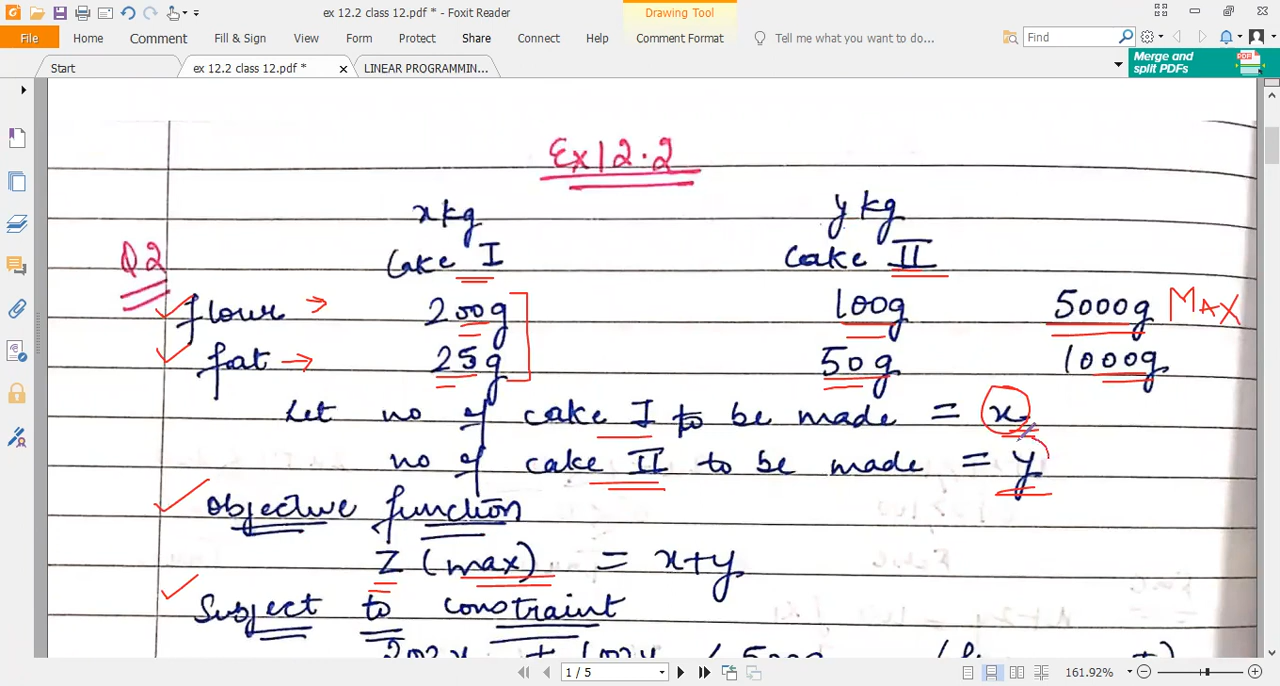 ex 12.2 class 12.pdf * - Foxit Reader
Drawing Tool
File Home Comment Fill & Sign View Form Protect Share Connect Help Comment Format Tell me what you want to do... Find
Start ex 12.2 class 12.pdf * LINEAR PROGRAMMIN...
Merge and
split PDFs
Ex 12.2
x kg y kg
Q2 Cake I Cake II
flour → 200g 100g 5000g MAX
fat → 25g 50g 1000g
Let no of cake I to be made = x
no of cake II to be made = y
Objective function
Z (max) = x+y
Subject to constraint
1 / 5 161.92%